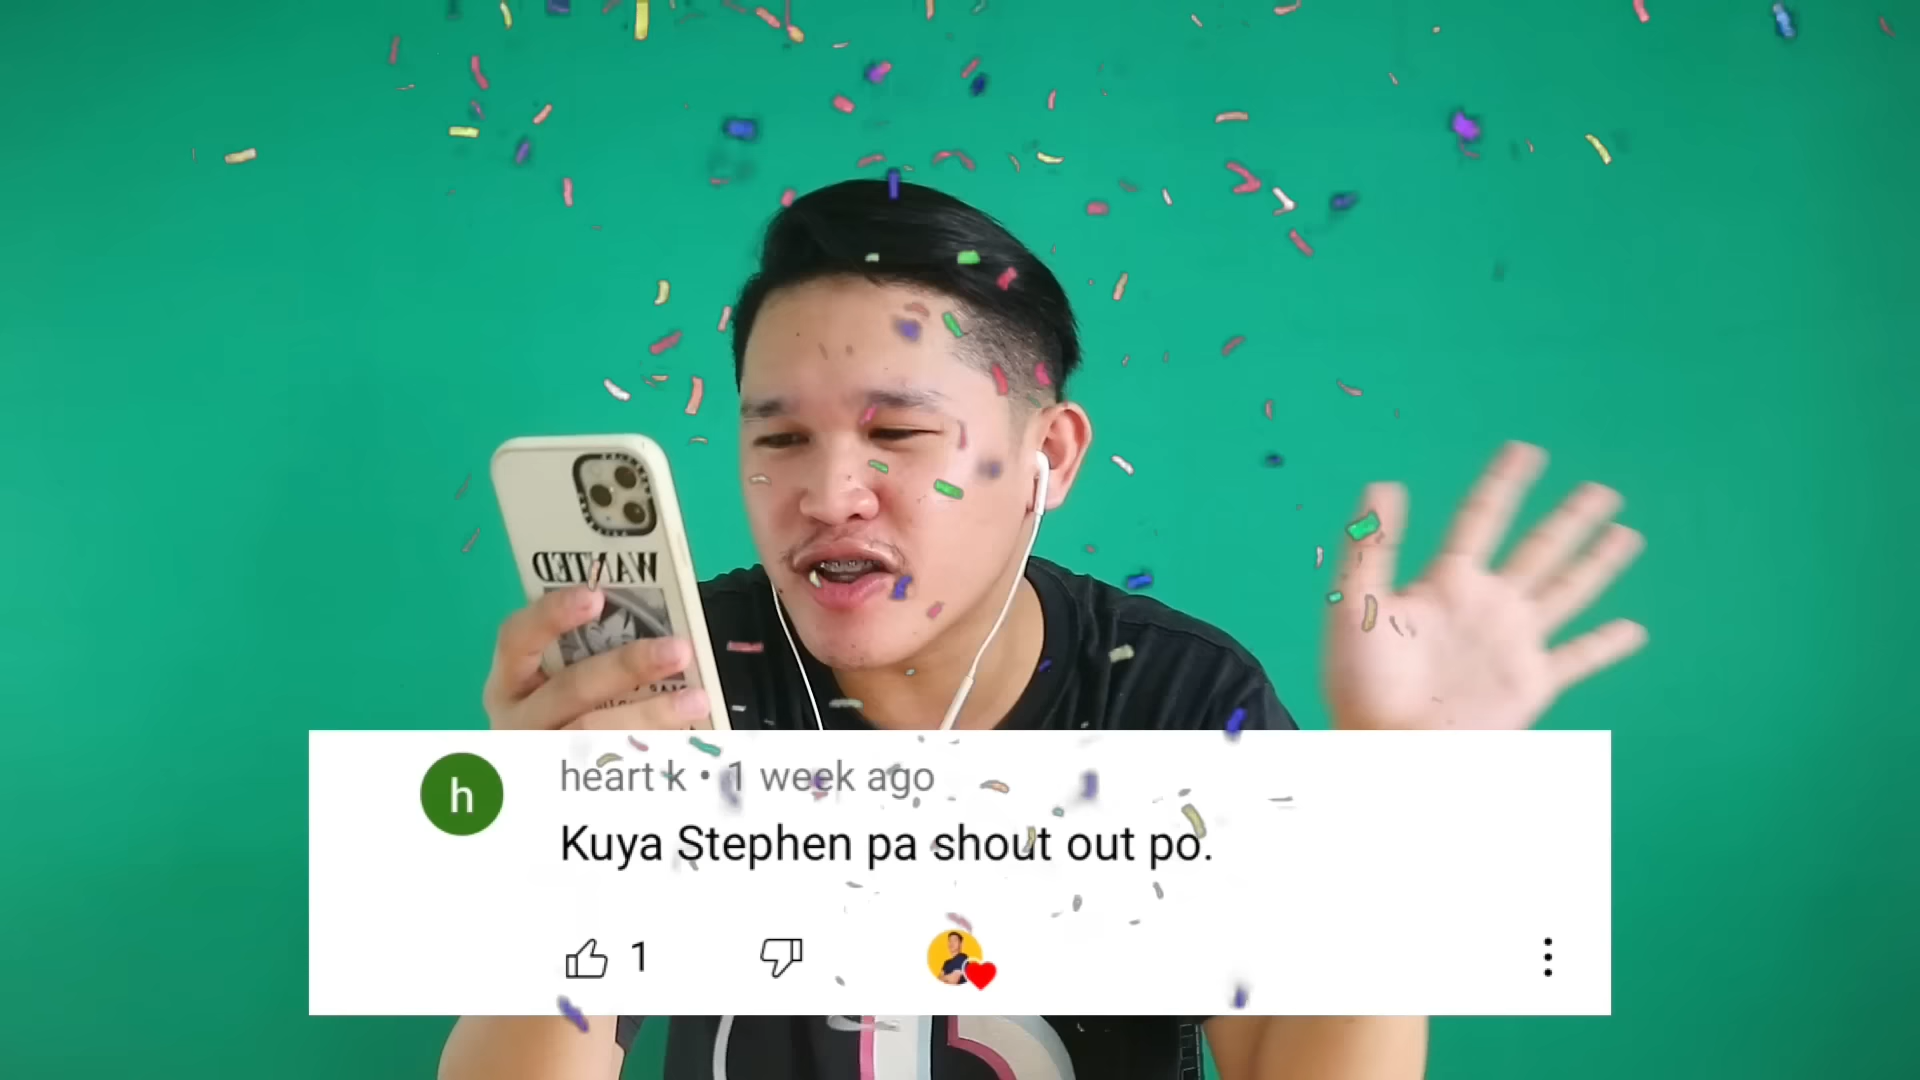 WANTED
heart k • 1 week ago
h
Kuya Stephen pa shout out po.
1